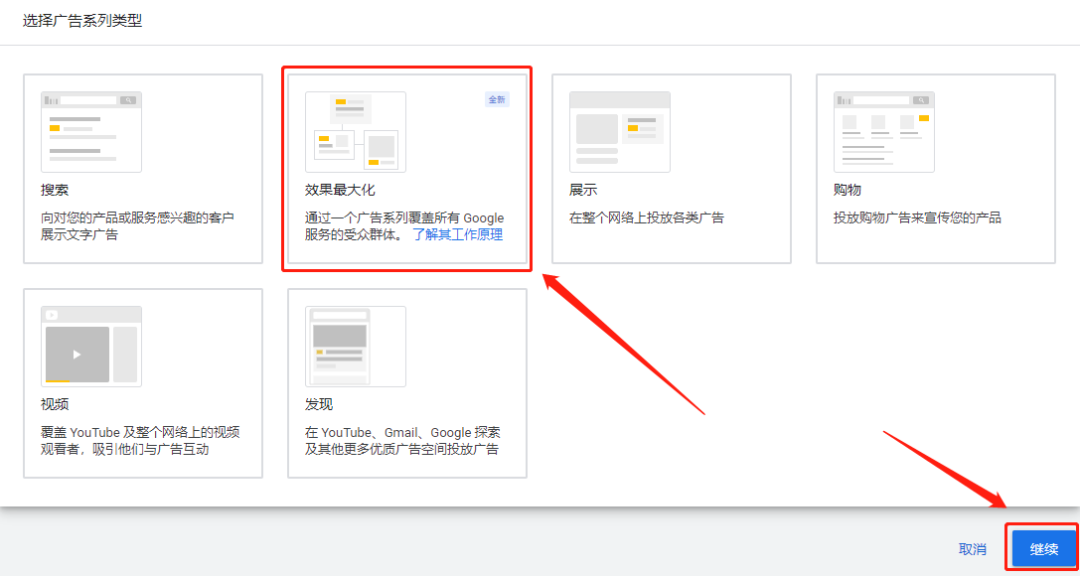 选择广告系列类型
全新
搜索
向对您的产品或服务感兴趣的客户
展示文字广告
效果最大化
通过一个广告系列覆盖所有 Google
服务的受众群体。 了解其工作原理
展示
在整个网络上投放各类广告
购物
投放购物广告来宣传您的产品
视频
覆盖 YouTube 及整个网络上的视频
观看者，吸引他们与广告互动
发现
在 YouTube、Gmail、Google 探索
及其他更多优质广告空间投放广告
取消
继续